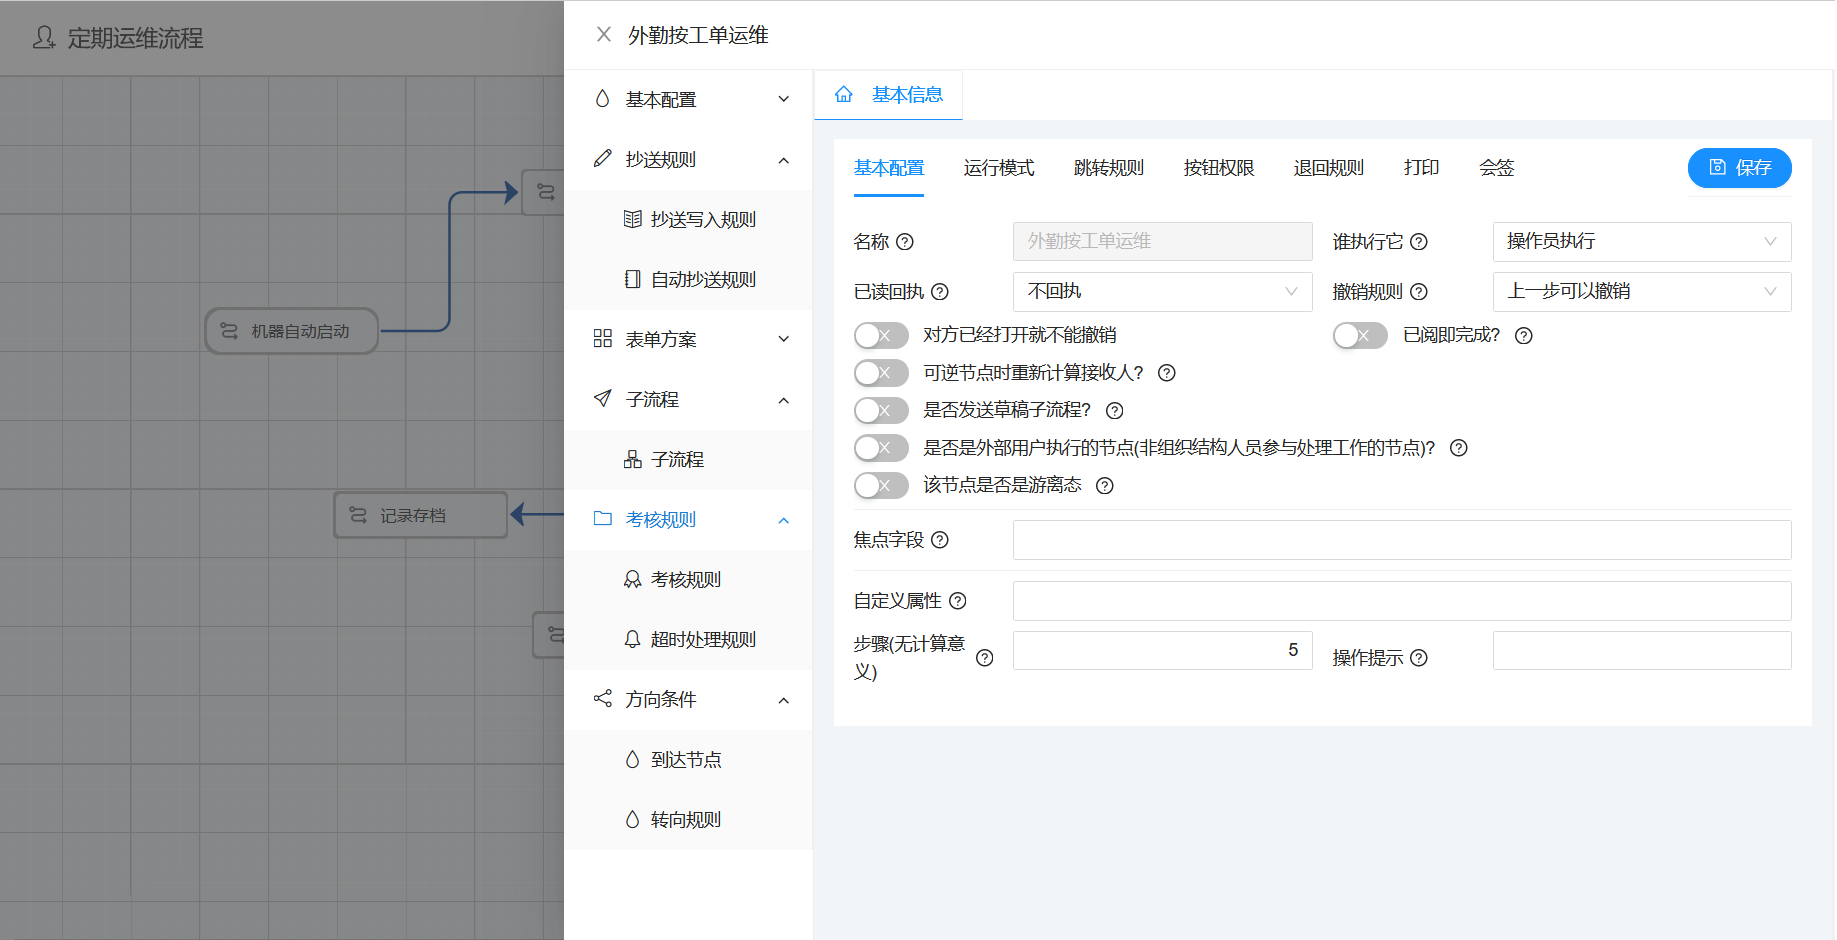 定期运维流程
机器自动启动
记录存档
外勤按工单运维
基本配置
抄送规则
抄送写入规则
自动抄送规则
表单方案
子流程
子流程
考核规则
考核规则
超时处理规则
方向条件
到达节点
转向规则
基本信息
基本配置 运行模式 跳转规则 按钮权限 退回规则 打印 会签 保存
名称 外勤按工单运维 谁执行它 操作员执行
已读回执 不回执 撤销规则 上一步可以撤销
对方已经打开就不能撤销 已阅即完成?
可逆节点时重新计算接收人?
是否发送草稿子流程?
是否是外部用户执行的节点(非组织结构人员参与处理工作的节点)?
该节点是否是游离态
焦点字段
自定义属性
步骤(无计算意
义) 5 操作提示